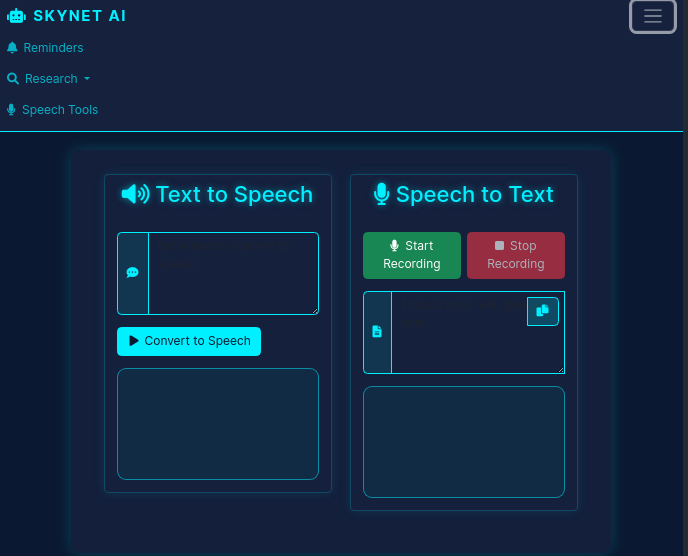 SKYNET AI
Reminders
Research
Speech Tools
Text to Speech
Convert to Speech
Speech to Text
Start
Recording
Stop
Recording